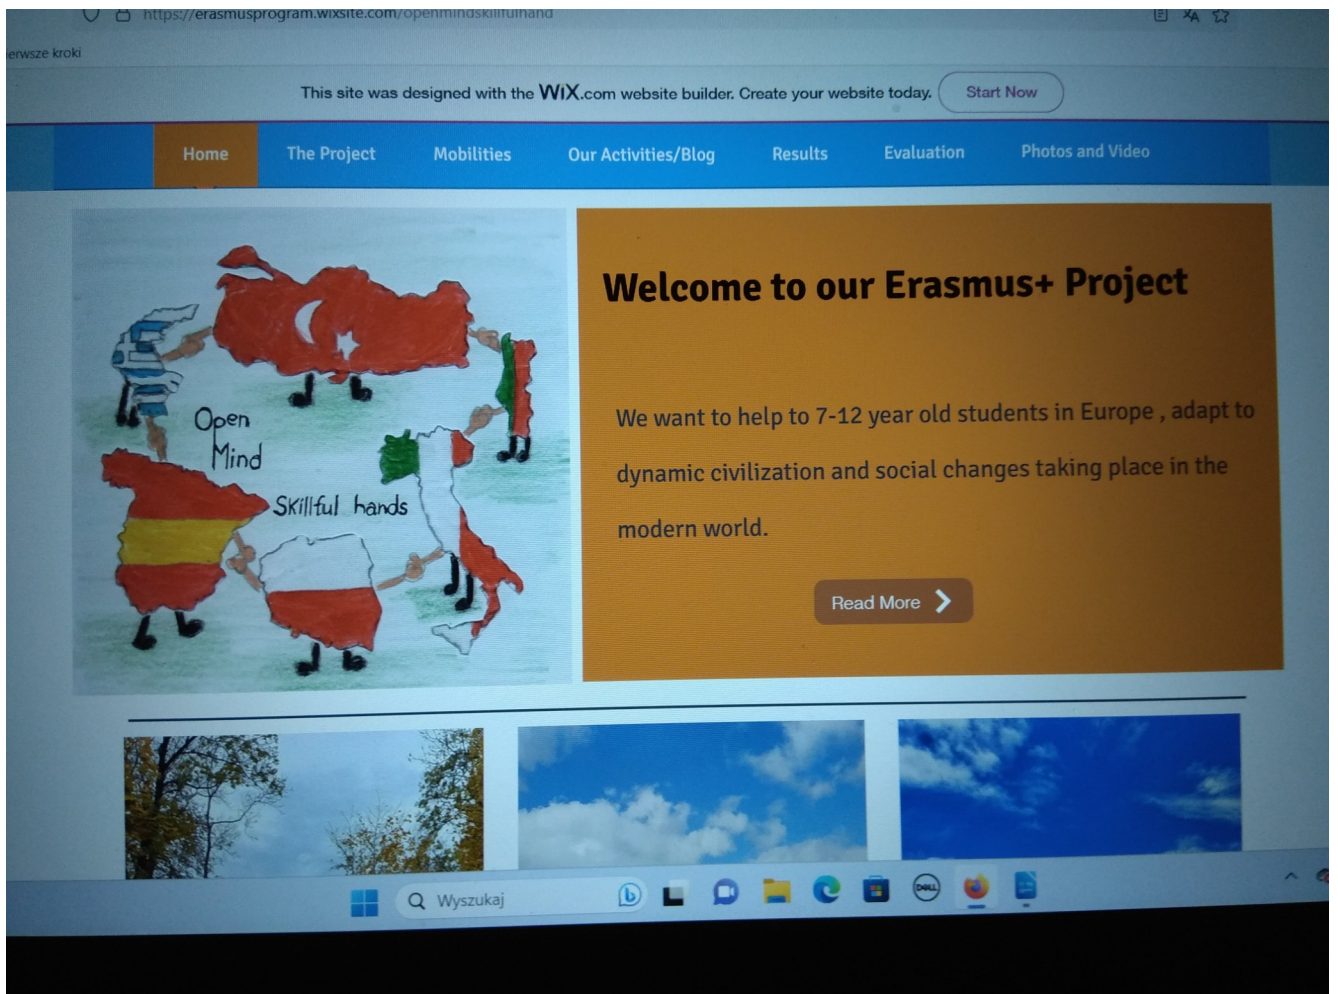 https://erasmusprogram.wixsite.com/openmindskillfulhand
erwsze kroki
This site was designed with the WiX.com website builder. Create your website today.
Start Now
Home
The Project
Mobilities
Our Activities/Blog
Results
Evaluation
Photos and Video
Open
Mind
Skillful hands
Welcome to our Erasmus+ Project
We want to help to 7-12 year old students in Europe , adapt to
dynamic civilization and social changes taking place in the
modern world.
Read More
Wyszukaj
DELL